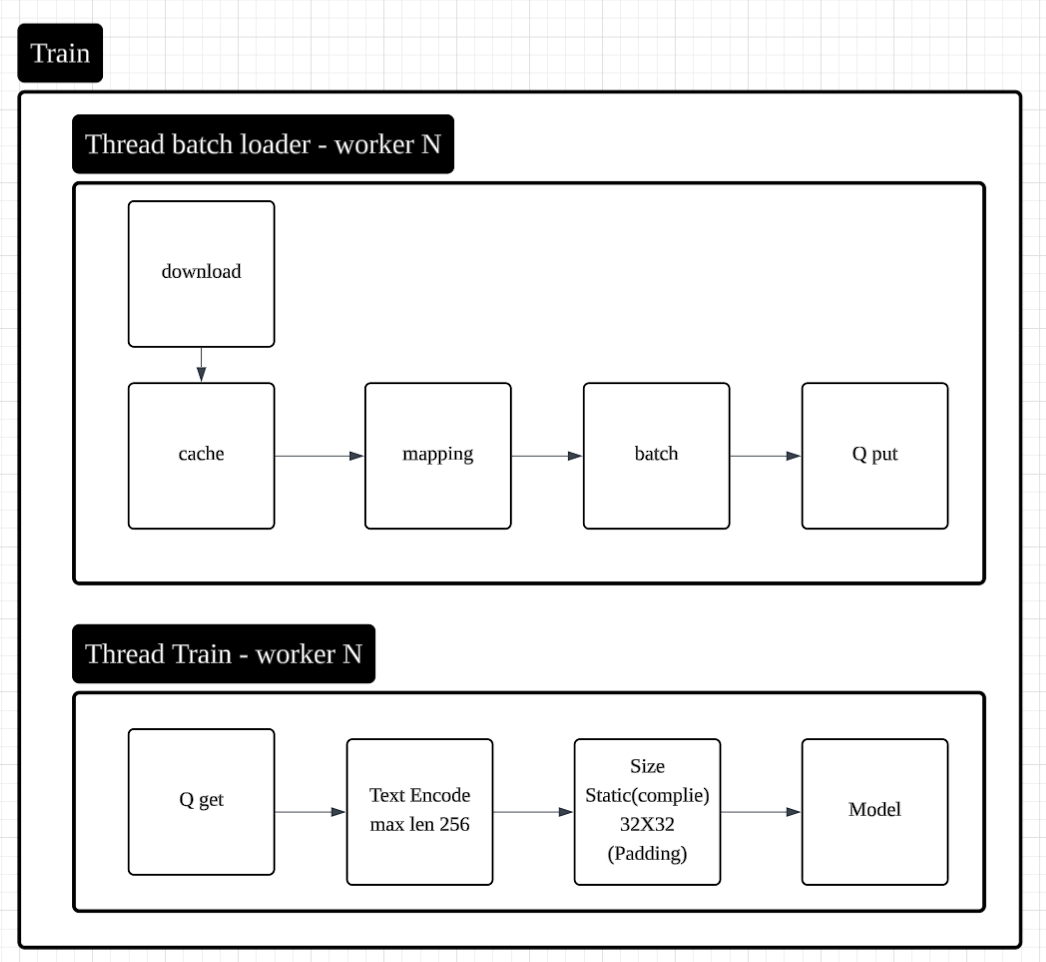 Train
Thread batch loader - worker N
download
cache
mapping
batch
Q put
Thread Train - worker N
Q get
Text Encode
max len 256
Size
Static(complie)
32X32
(Padding)
Model